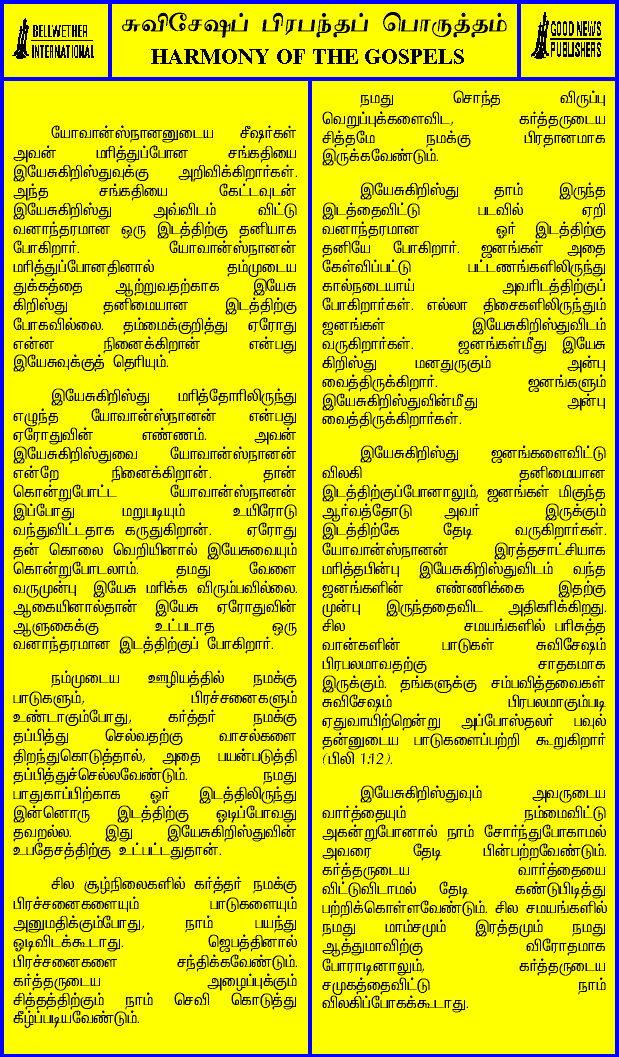 BELLWETHER
INTERNATIONAL
சுவிசேஷப் பிரபந்தப் பொருத்தம்
HARMONY OF THE GOSPELS
GOOD NEWS
PUBLISHERS
யோவான்ஸ்நானனுடைய சீஷர்கள்
அவன் மரித்துப்போன சங்கதியை
இயேசுகிறிஸ்துவுக்கு அறிவிக்கிறார்கள்.
அந்த சங்கதியை கேட்டவுடன்
இயேசுகிறிஸ்து அவ்விடம் விட்டு
வனாந்தரமான ஒரு இடத்திற்கு தனியாக
போகிறார். யோவான்ஸ்நானன்
மரித்துப்போனதினால் தம்முடைய
துக்கத்தை ஆற்றுவதற்காக இயேசு
கிறிஸ்து தனிமையான இடத்திற்கு
போகவில்லை. தம்மைக்குறித்து ஏரோது
என்ன நினைக்கிறான் என்பது
இயேசுவுக்குத் தெரியும்.
இயேசுகிறிஸ்து மரித்தோரிலிருந்து
எழுந்த யோவான்ஸ்நானன் என்பது
ஏரோதுவின் எண்ணம். அவன்
இயேசுகிறிஸ்துவை யோவான்ஸ்நானன்
என்றே நினைக்கிறான். தான்
கொன்றுபோட்ட யோவான்ஸ்நானன்
இப்போது மறுபடியும் உயிரோடு
வந்துவிட்டதாக கருதுகிறான். ஏரோது
தன் கொலை வெறியினால் இயேசுவையும்
கொன்றுபோடலாம். தமது வேளை
வருமுன்பு இயேசு மரிக்க விரும்பவில்லை.
ஆகையினால்தான் இயேசு ஏரோதுவின்
ஆளுகைக்கு உட்படாத ஒரு
வனாந்தரமான இடத்திற்குப் போகிறார்.
நம்முடைய ஊழியத்தில் நமக்கு
பாடுகளும், பிரச்சனைகளும்
உண்டாகும்போது, கர்த்தர் நமக்கு
தப்பித்து செல்வதற்கு வாசல்களை
திறந்துகொடுத்தால், அதை பயன்படுத்தி
தப்பித்துச்செல்லவேண்டும். நமது
பாதுகாப்பிற்காக ஓர் இடத்திலிருந்து
இன்னொரு இடத்திற்கு ஓடிப்போவது
தவறல்ல. இது இயேசுகிறிஸ்துவின்
உபதேசத்திற்கு உட்பட்டதுதான்.
சில சூழ்நிலைகளில் கர்த்தர் நமக்கு
பிரச்சனைகளையும் பாடுகளையும்
அனுமதிக்கும்போது, நாம் பயந்து
ஓடிவிடக்கூடாது. ஜெபத்தினால்
பிரச்சனைகளை சந்திக்கவேண்டும்.
கர்த்தருடைய அழைப்புக்கும்
சித்தத்திற்கும் நாம் செவி கொடுத்து
கீழ்ப்படியவேண்டும்.
நமது சொந்த விருப்பு
வெறுப்புக்களைவிட, கர்த்தருடைய
சித்தமே நமக்கு பிரதானமாக
இருக்கவேண்டும்.
இயேசுகிறிஸ்து தாம் இருந்த
இடத்தைவிட்டு படவில் ஏறி
வனாந்தரமான ஓர் இடத்திற்கு
தனியே போகிறார். ஜனங்கள் அதை
கேள்விப்பட்டு பட்டணங்களிலிருந்து
கால்நடையாய் அவரிடத்திற்குப்
போகிறார்கள். எல்லா திசைகளிலிருந்தும்
ஜனங்கள் இயேசுகிறிஸ்துவிடம்
வருகிறார்கள். ஜனங்கள்மீது இயேசு
கிறிஸ்து மனதுருகும் அன்பு
வைத்திருக்கிறார். ஜனங்களும்
இயேசுகிறிஸ்துவின்மீது அன்பு
வைத்திருக்கிறார்கள்.
இயேசுகிறிஸ்து ஜனங்களைவிட்டு
விலகி தனிமையான
இடத்திற்குப்போனாலும், ஜனங்கள் மிகுந்த
ஆர்வத்தோடு அவர் இருக்கும்
இடத்திற்கே தேடி வருகிறார்கள்.
யோவான்ஸ்நானன் இரத்தசாட்சியாக
மரித்தபின்பு இயேசுகிறிஸ்துவிடம் வந்த
ஜனங்களின் எண்ணிக்கை இதற்கு
முன்பு இருந்ததைவிட அதிகரிக்கிறது.
சில சமயங்களில் பரிசுத்த
வான்களின் பாடுகள் சுவிசேஷம்
பிரபலமாவதற்கு சாதகமாக
இருக்கும். தங்களுக்கு சம்பவித்தவைகள்
சுவிசேஷம் பிரபலமாகும்படி
ஏதுவாயிற்றென்று அப்போஸ்தலர் பவுல்
தன்னுடைய பாடுகளைப்பற்றி கூறுகிறார்
(பிலி 1:12).
இயேசுகிறிஸ்துவும் அவருடைய
வார்த்தையும் நம்மைவிட்டு
அகன்றுபோனால் நாம் சோர்ந்துபோகாமல்
அவரை தேடி பின்பற்றவேண்டும்.
கர்த்தருடைய வார்த்தையை
விட்டுவிடாமல் தேடி கண்டுபிடித்து
பற்றிக்கொள்ளவேண்டும். சில சமயங்களில்
நமது மாம்சமும் இரத்தமும் நமது
ஆத்துமாவிற்கு விரோதமாக
போராடினாலும், கர்த்தருடைய
சமுகத்தைவிட்டு நாம்
விலகிப்போகக்கூடாது.